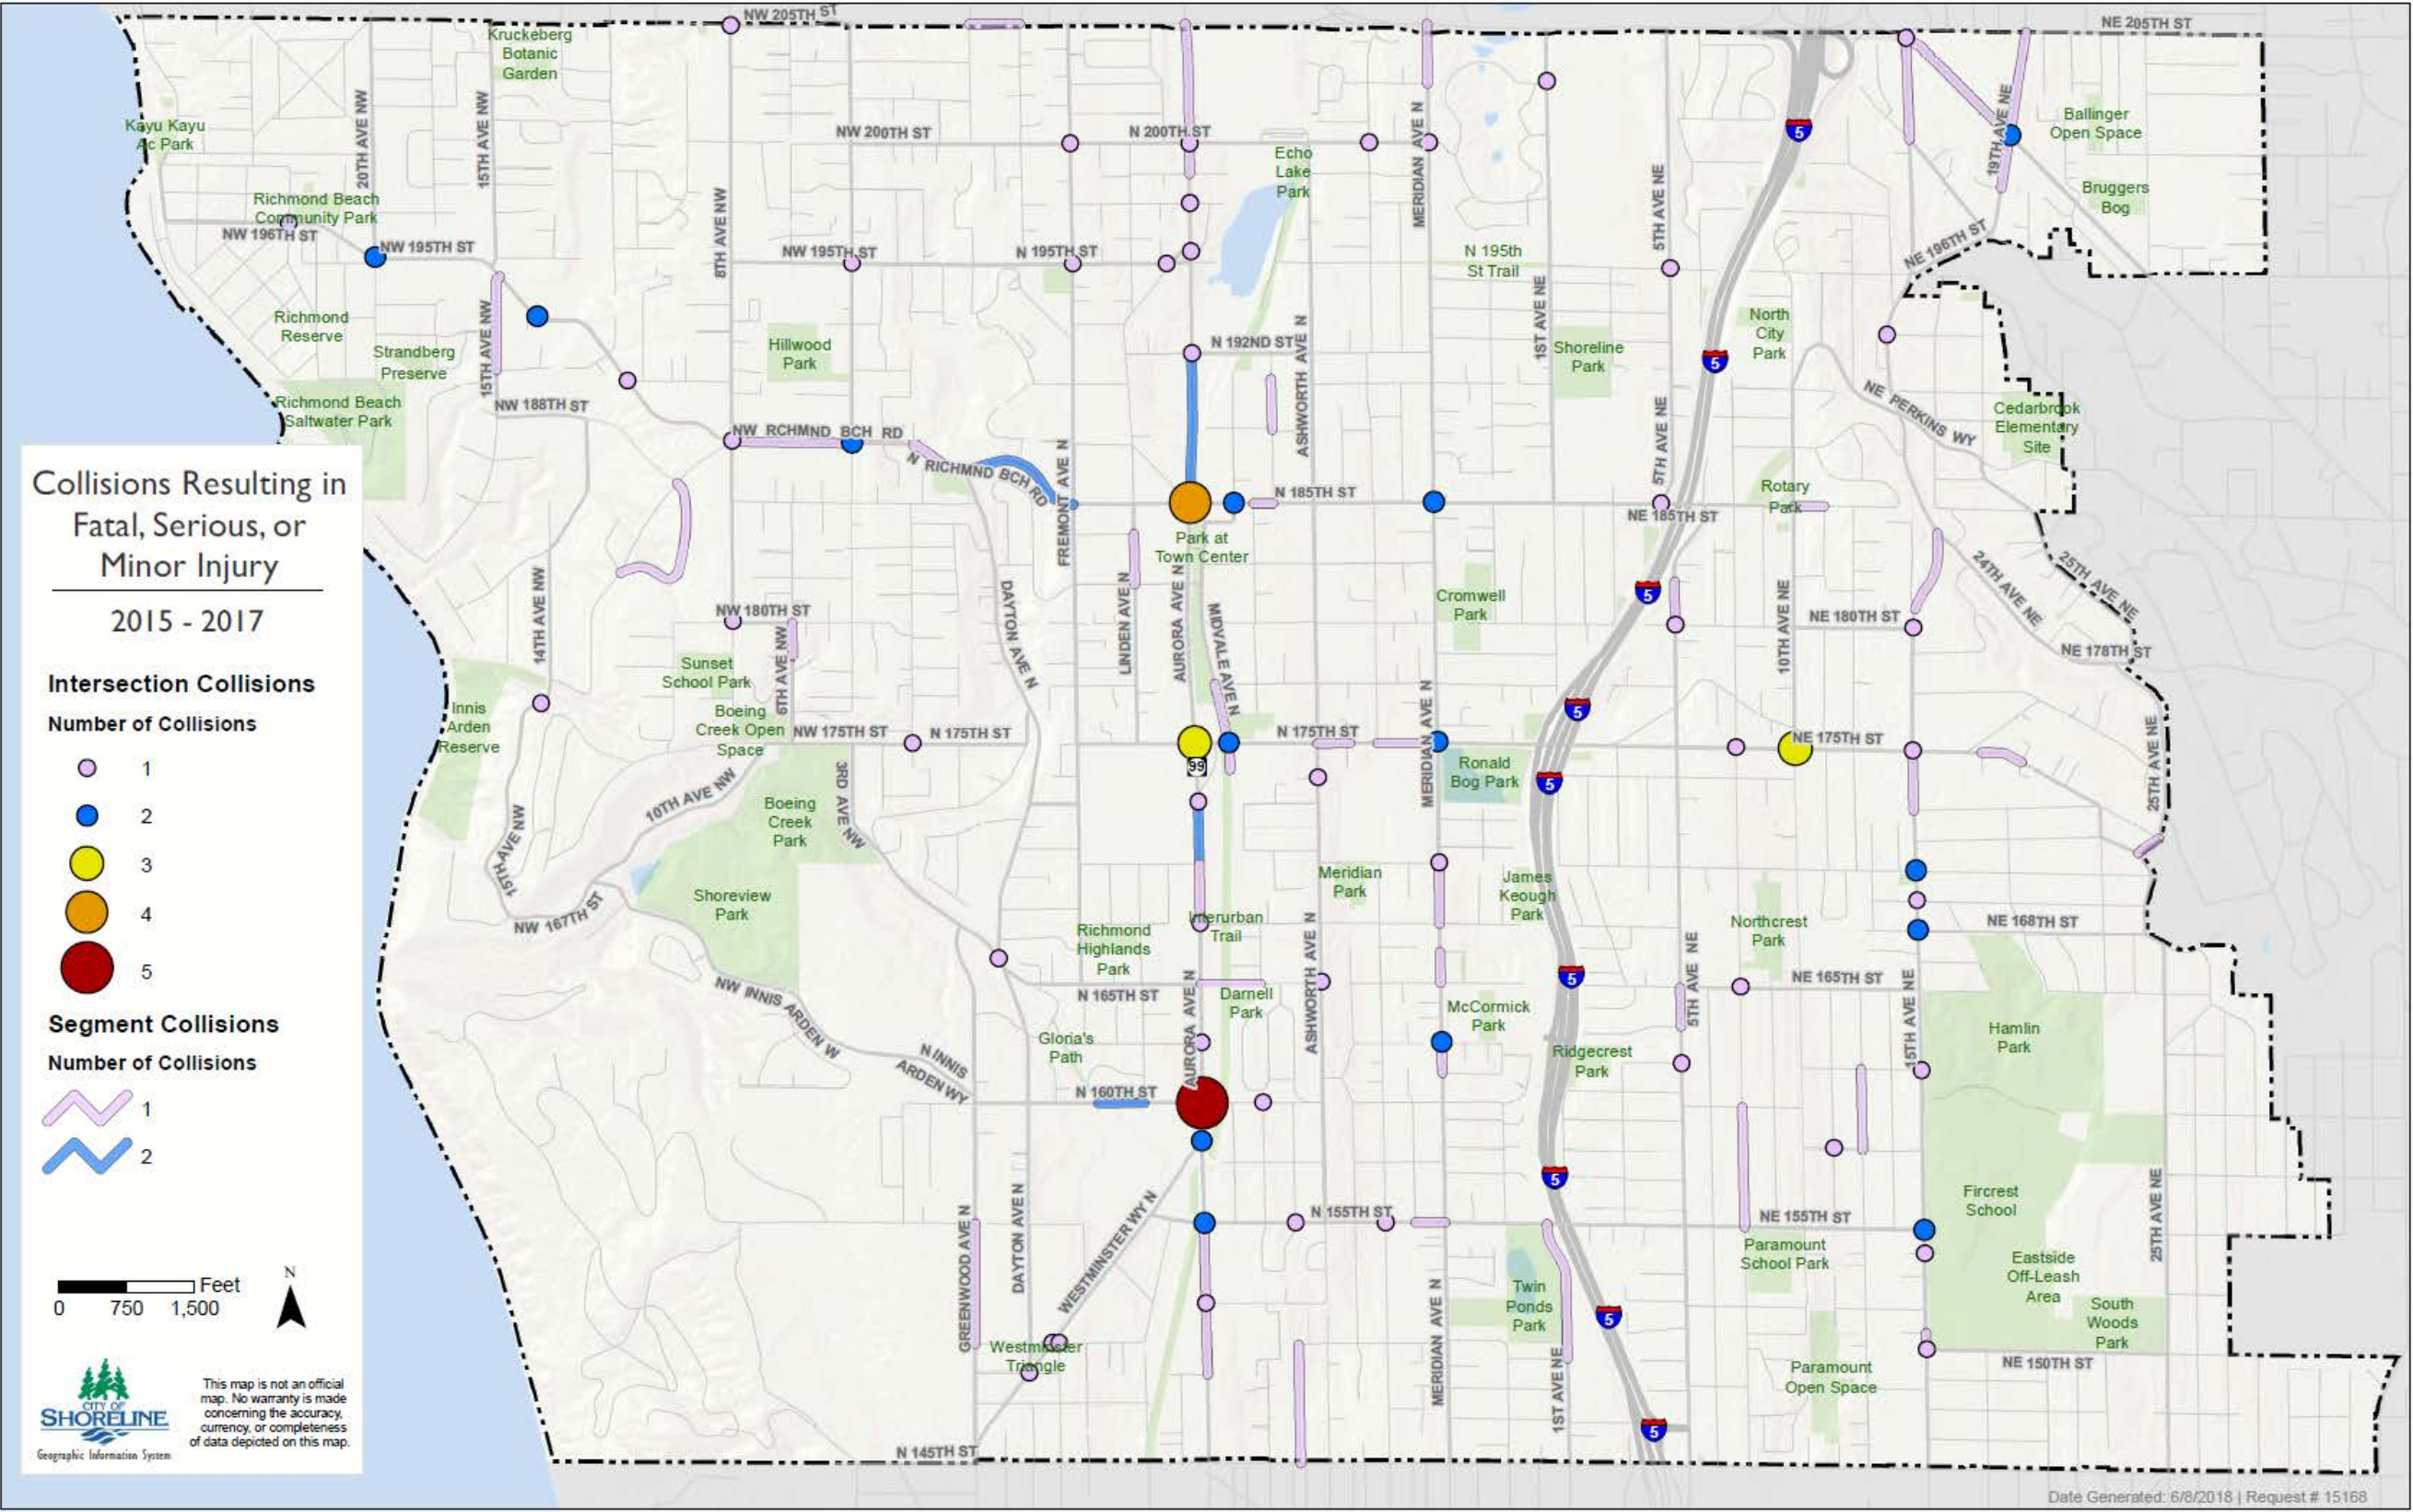 NW 205TH ST
NE 205TH ST
Kruckeberg
Botanic
Garden
20TH AVE NW
15TH AVE NW
Kayu Kayu
Ac Park
NW 200TH ST
N 200TH ST
MERIDIAN AVE N
5
19TH AVE NE
Ballinger
Open Space
Echo
Lake
Park
Bruggers
Bog
Richmond Beach
Community Park
NW 196TH ST
NW 195TH ST
8TH AVE NW
NW 195TH ST
N 195TH ST
N 195th
St Trail
5TH AVE NE
NE 196TH ST
Richmond
Reserve
Strandberg
Preserve
15TH AVE NW
Hillwood
Park
N 192ND ST
ASHWORTH AVE N
1ST AVE NE
Shoreline
Park
North
City
Park
5
Richmond Beach
Saltwater Park
NW 188TH ST
NE PERKINS WY
Cedarbrook
Elementary
Site
NW RCHMND BCH RD
N RICHMND BCH RD
FREMONT AVE N
5TH AVE NE
N 185TH ST
NE 185TH ST
Rotary
Park
Park at
Town Center
Collisions Resulting in
Fatal, Serious, or
Minor Injury
2015 - 2017
Intersection Collisions
Number of Collisions
1
2
3
4
5
Segment Collisions
Number of Collisions
1
2
Feet
0
750
1,500
N
CITY OF
SHORELINE
Geographic Information System
This map is not an official
map. No warranty is made
concerning the accuracy,
currency, or completeness
of data depicted on this map.
14TH AVE NW
NW 180TH ST
6TH AVE NW
Sunset
School Park
DAYTON AVE N
LINDEN AVE N
AURORA AVE N
MIDVALE AVE N
Cromwell
Park
5
10TH AVE NE
NE 180TH ST
24TH AVE NE
25TH AVE NE
NE 178TH ST
Innis
Arden
Reserve
Boeing
Creek Open
Space
NW 175TH ST
N 175TH ST
99
N 175TH ST
MERIDIAN AVE N
5
NE 175TH ST
25TH AVE NE
Ronald
Bog Park
5
10TH AVE NW
3RD AVE NW
Boeing
Creek
Park
15TH AVE NW
NW 167TH ST
Shoreview
Park
Richmond
Highlands
Park
Interurban
Trail
Meridian
Park
James
Keough
Park
Northcrest
Park
NE 168TH ST
5TH AVE NE
ASHWORTH AVE N
5
NE 165TH ST
NW INNIS ARDEN W
N 165TH ST
AURORA AVE N
Darnell
Park
McCormick
Park
15TH AVE NE
Hamlin
Park
Gloria's
Path
N INNIS
ARDEN WY
Ridgecrest
Park
N 160TH ST
5
GREENWOOD AVE N
DAYTON AVE N
WESTMINSTER WY N
N 155TH ST
NE 155TH ST
Fircrest
School
25TH AVE NE
Paramount
School Park
Eastside
Off-Leash
Area
South
Woods
Park
Twin
Ponds
Park
MERIDIAN AVE N
1ST AVE NE
5
Westminster
Triangle
Paramount
Open Space
NE 150TH ST
5
N 145TH ST
Date Generated: 6/8/2018 | Request # 15168